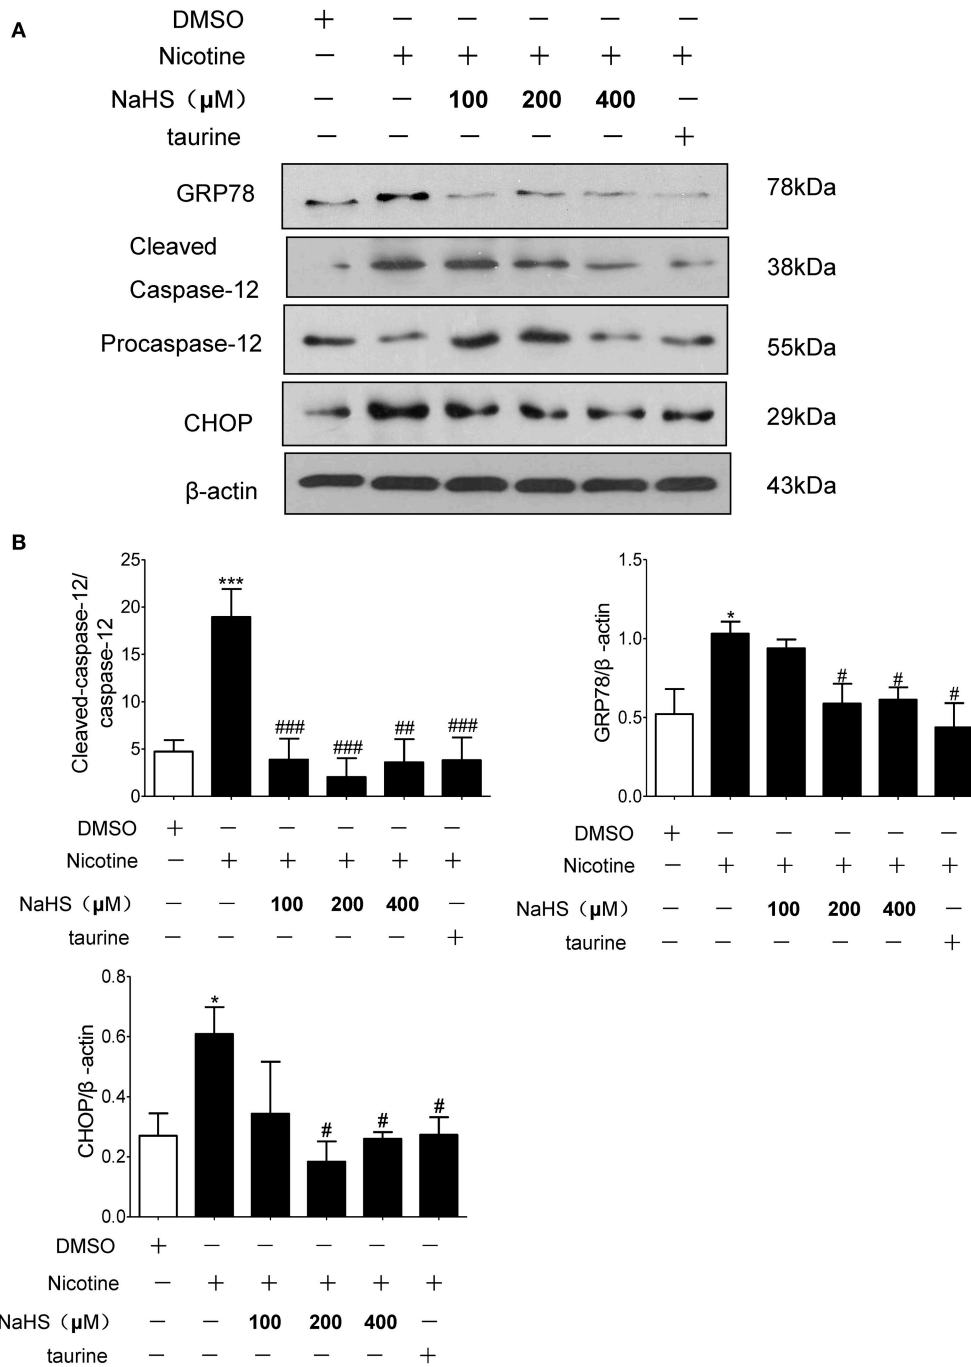 A
DMSO + − − − − −
Nicotine − + + + + +
NaHS（μM） − − 100 200 400 −
taurine − − − − − +
GRP78 78kDa
Cleaved
Caspase-12 38kDa
Procaspase-12 55kDa
CHOP 29kDa
β-actin 43kDa
B
Cleaved-caspase-12/
caspase-12
25
20
15
10
5
0
*** ### ### ## ###
DMSO + − − − − −
Nicotine − + + + + +
NaHS（μM） − − 100 200 400 −
taurine − − − − − +
GRP78/β -actin
1.5
1.0
0.5
0.0
* # # #
DMSO + − − − − −
Nicotine − + + + + +
NaHS（μM） − − 100 200 400 −
taurine − − − − − +
CHOP/β -actin
0.8
0.6
0.4
0.2
0.0
* # # #
DMSO + − − − − −
Nicotine − + + + + +
NaHS（μM） − − 100 200 400 −
taurine − − − − − +